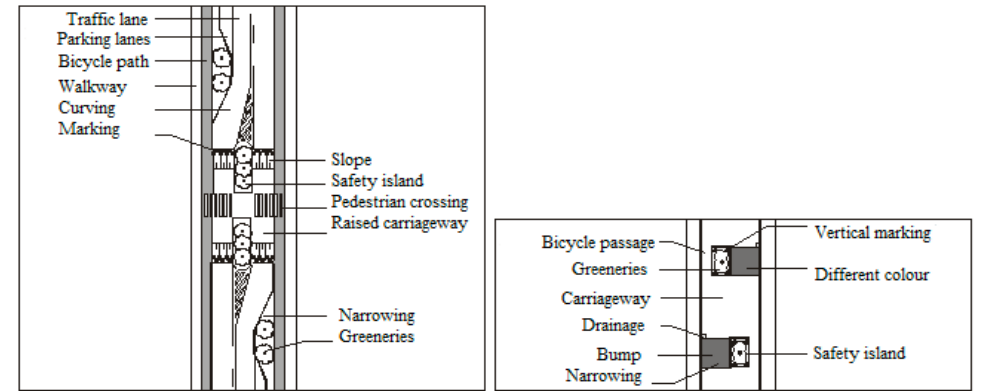 Traffic lane
Parking lanes
Bicycle path
Walkway
Curving
Marking
Slope
Safety island
Pedestrian crossing
Raised carriageway
Narrowing
Greeneries
Bicycle passage
Greeneries
Carriageway
Drainage
Bump
Narrowing
Vertical marking
Different colour
Safety island